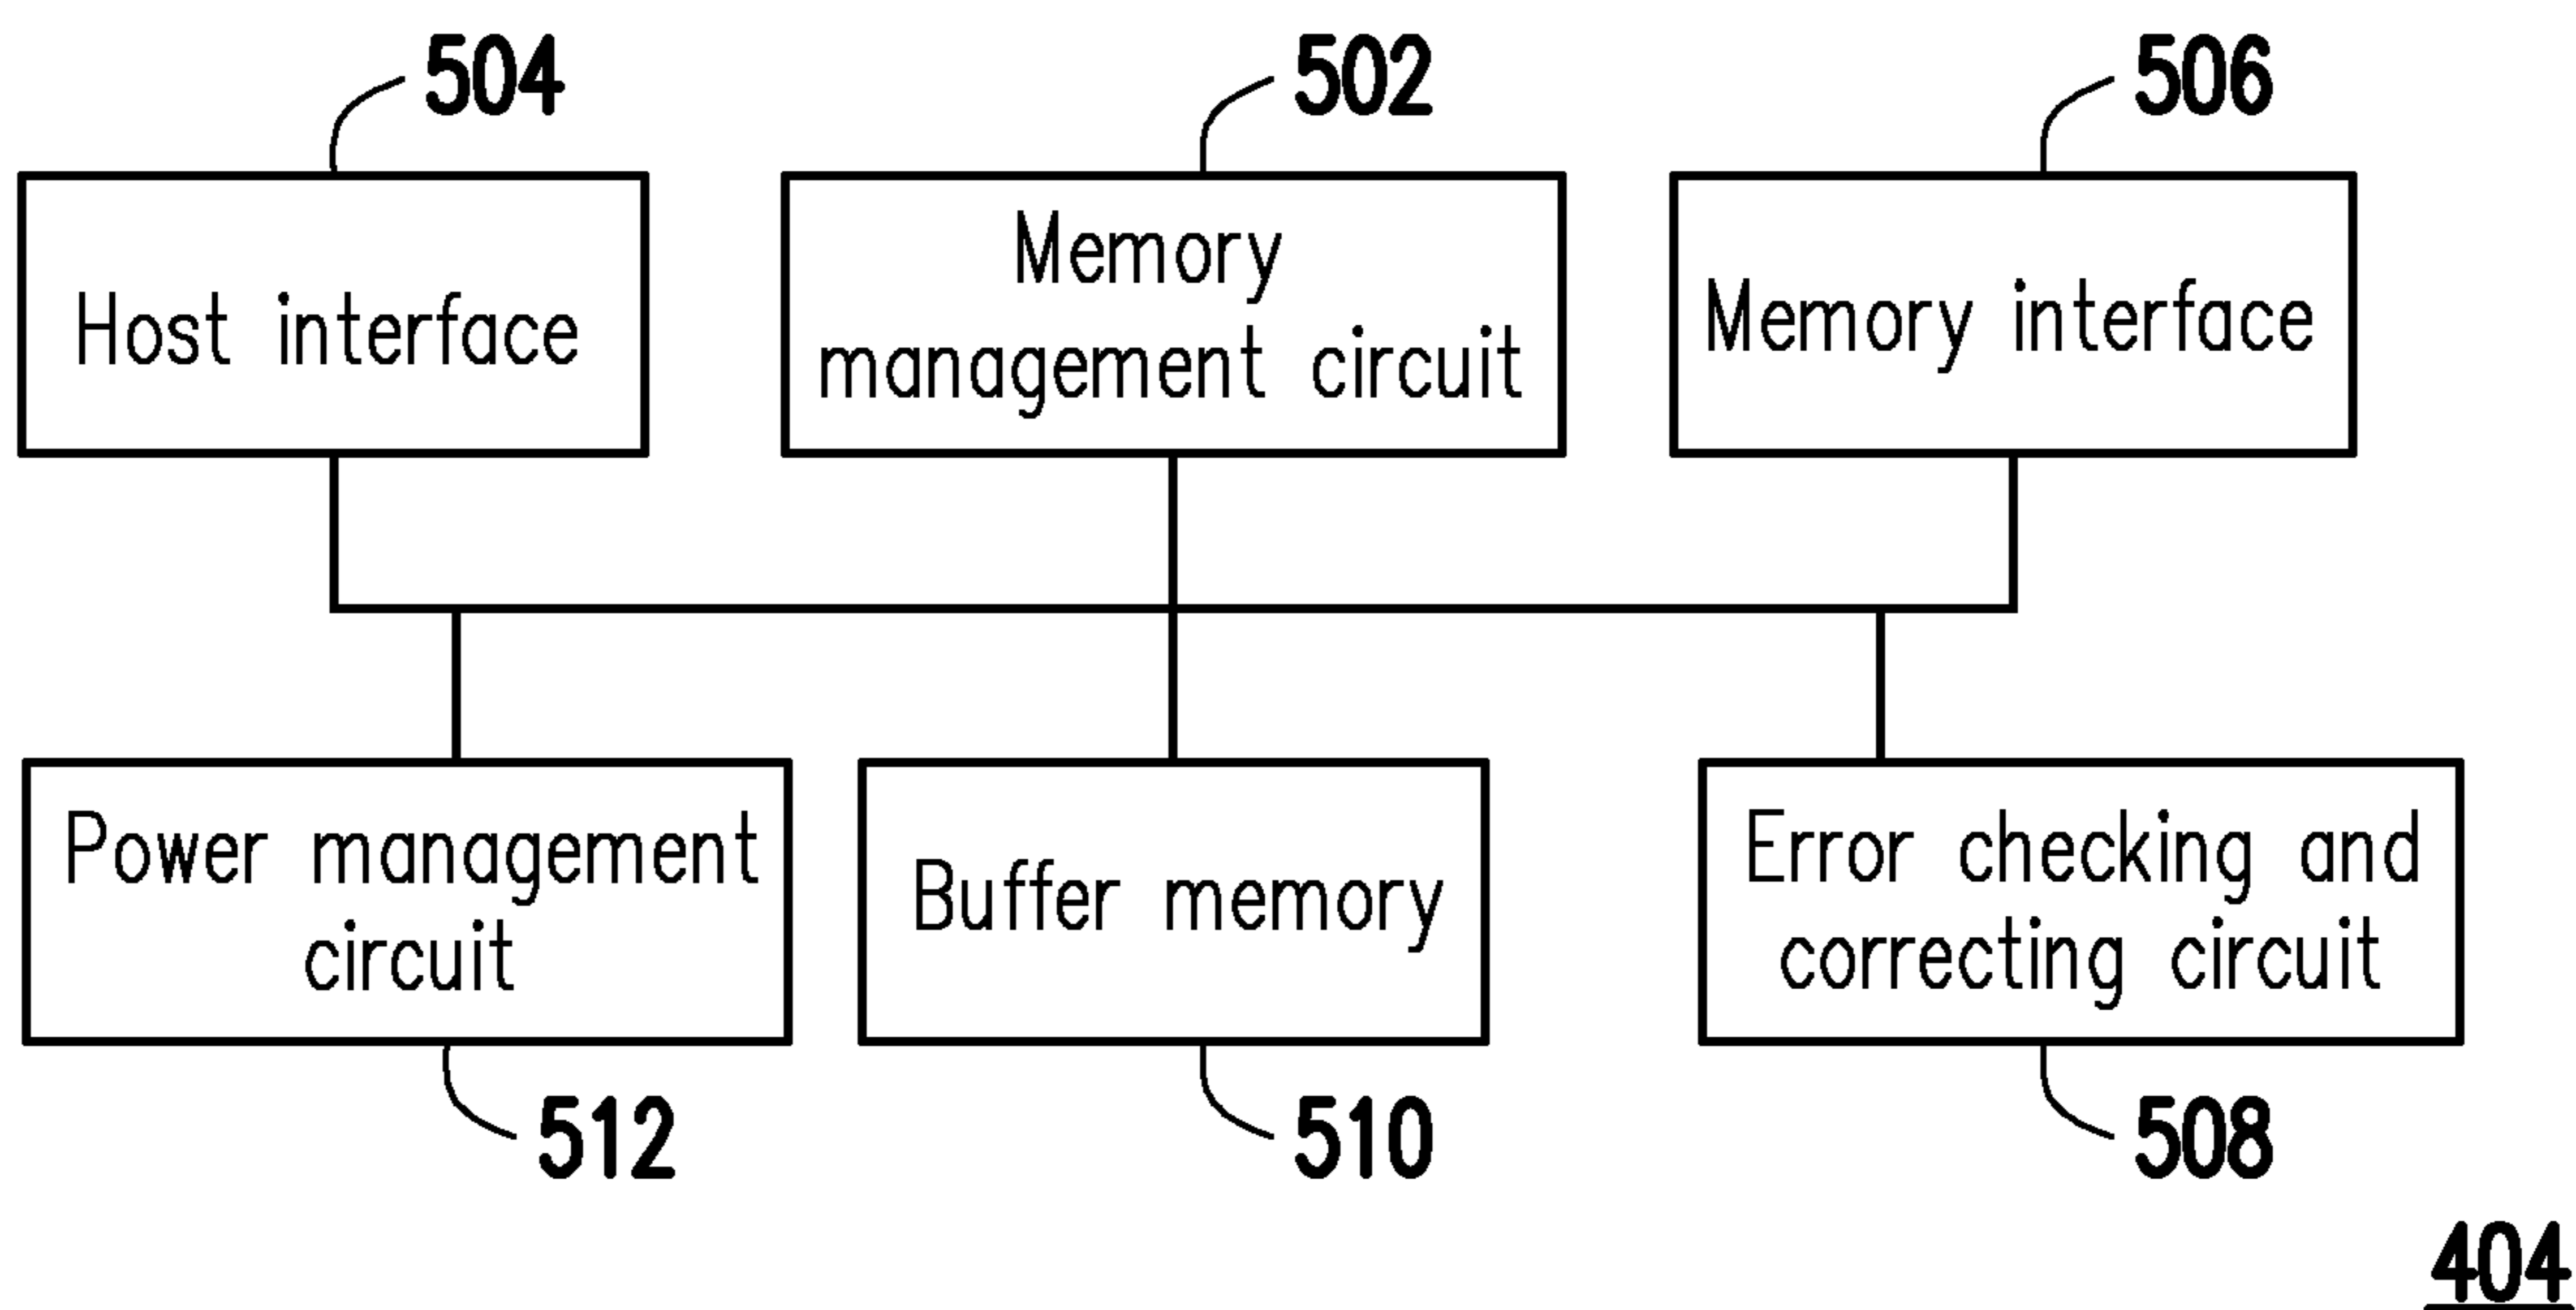 504
502
506
Host interface
Memory
management circuit
Memory interface
Power management
circuit
Buffer memory
Error checking and
correcting circuit
512
510
508
404